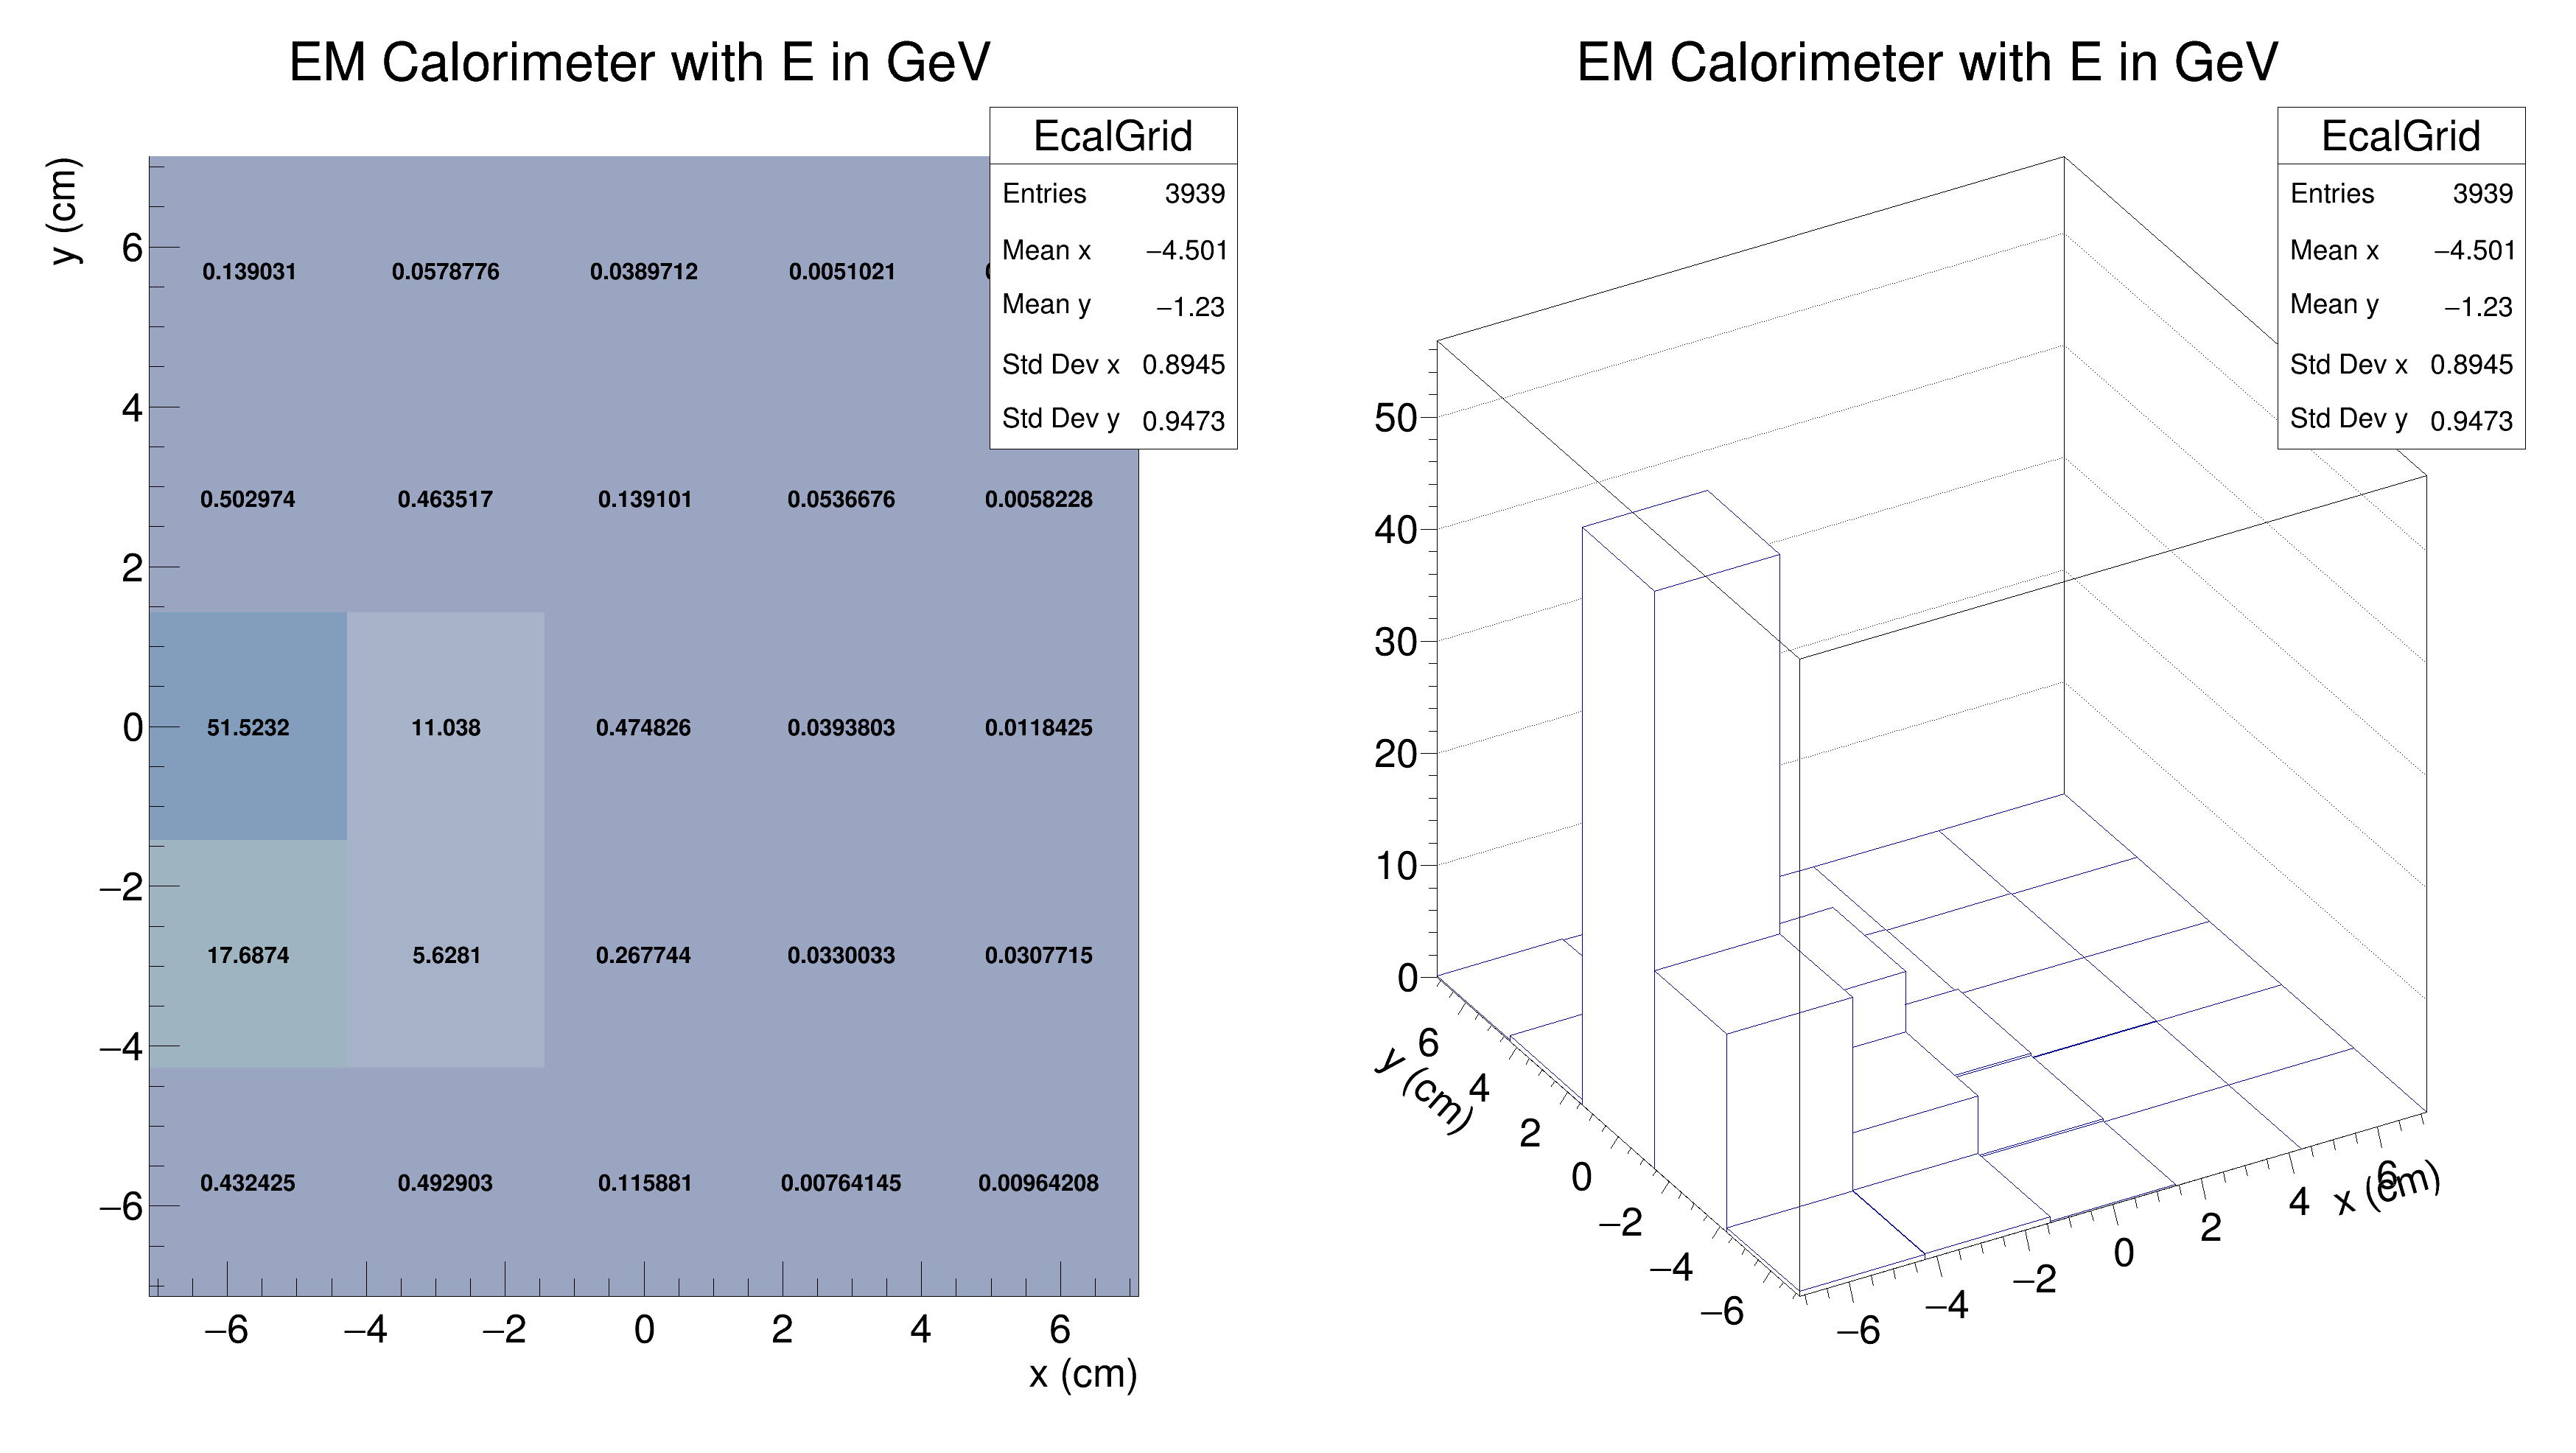 EM Calorimeter with E in GeV
EcalGrid
Entries 3939
Mean x −4.501
Mean y −1.23
Std Dev x 0.8945
Std Dev y 0.9473
y (cm)
6
4
2
0
−2
−4
−6
0.139031 0.0578776 0.0389712 0.0051021
0.502974 0.463517 0.139101 0.0536676 0.0058228
51.5232 11.038 0.474826 0.0393803 0.0118425
17.6874 5.6281 0.267744 0.0330033 0.0307715
0.432425 0.492903 0.115881 0.00764145 0.00964208
−6 −4 −2 0 2 4 6
x (cm)
EM Calorimeter with E in GeV
EcalGrid
Entries 3939
Mean x −4.501
Mean y −1.23
Std Dev x 0.8945
Std Dev y 0.9473
50
40
30
20
10
0
y (cm)
6
4
2
0
−2
−4
−6
−6 −4 −2 0 2 4 6
x (cm)